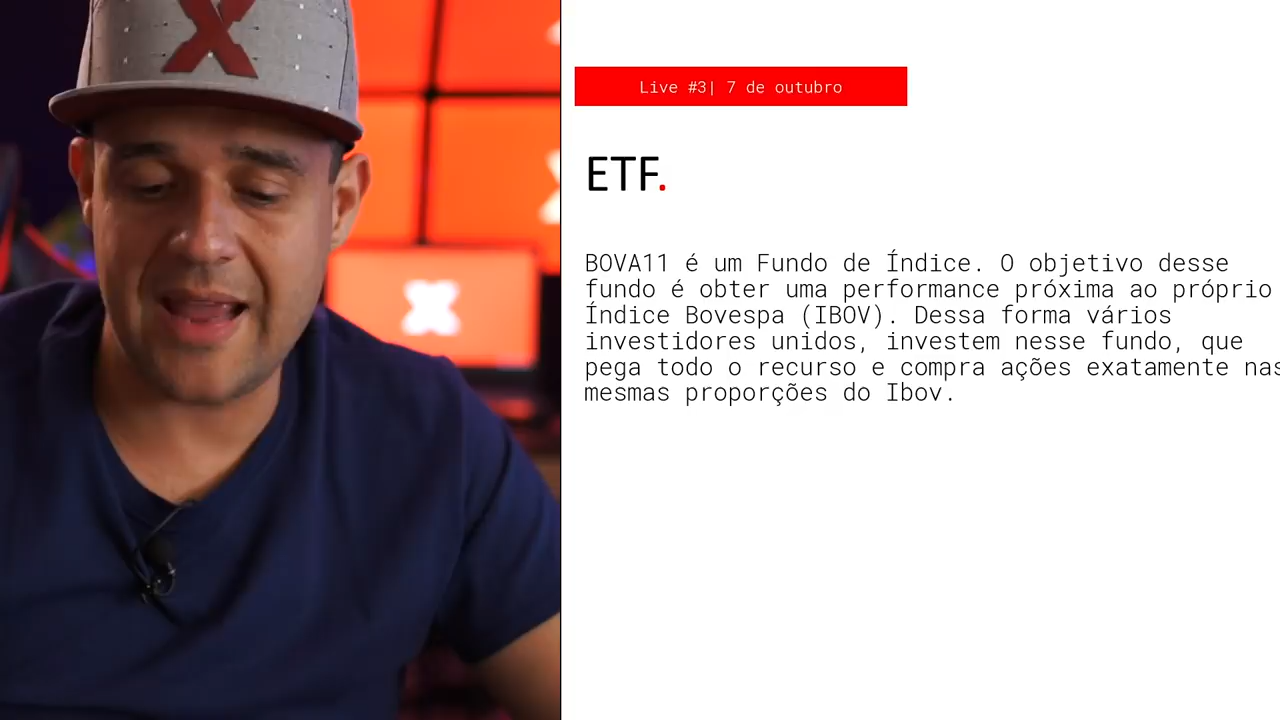 X
Live #3| 7 de outubro
ETF.
BOVA11 é um Fundo de Índice. O objetivo desse
fundo é obter uma performance próxima ao próprio
Índice Bovespa (IBOV). Dessa forma vários
investidores unidos, investem nesse fundo, que
pega todo o recurso e compra ações exatamente nas
mesmas proporções do Ibov.